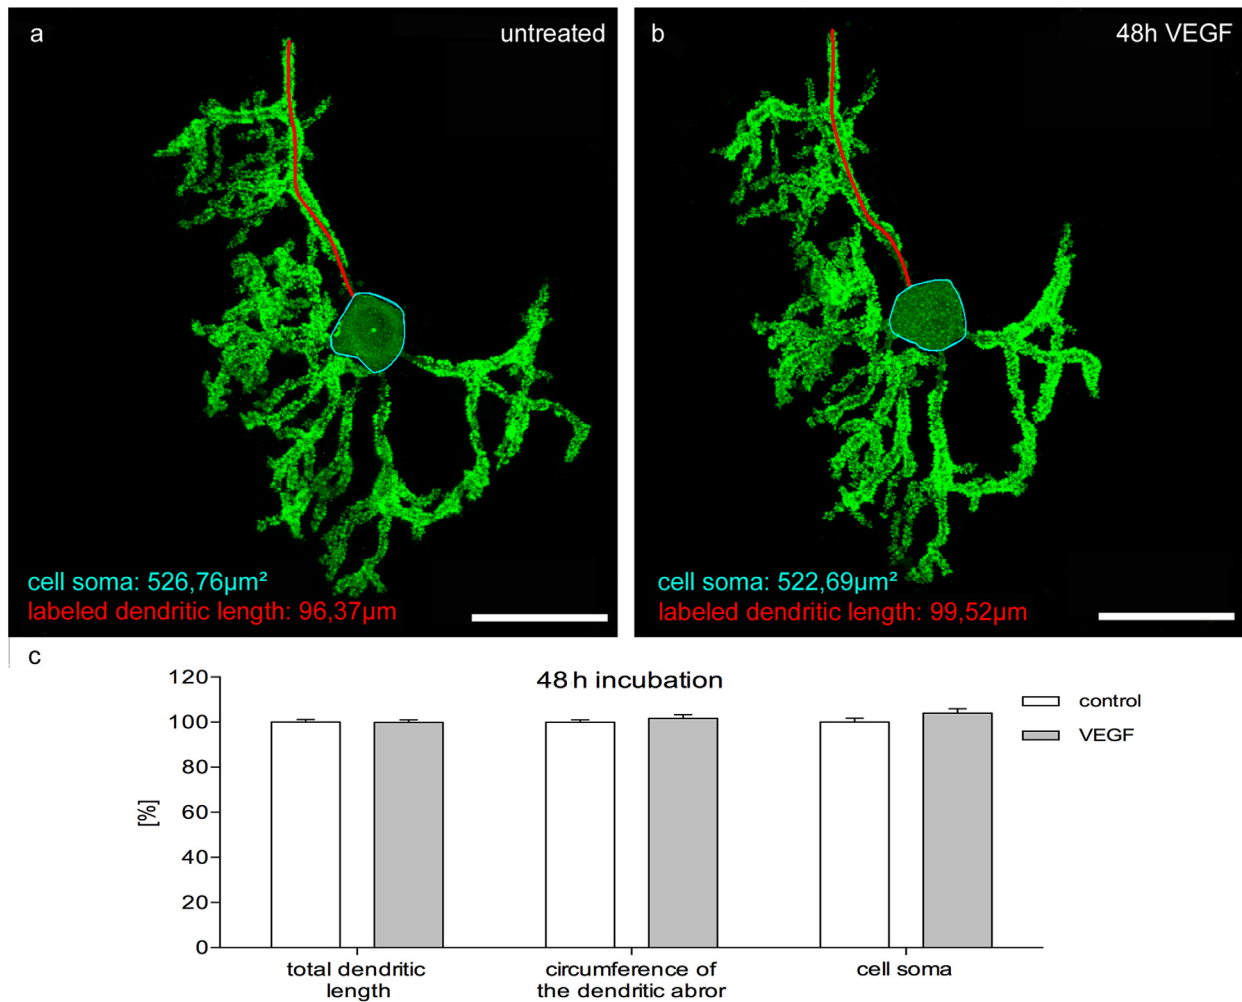 a
untreated
cell soma: 526,76µm²
labeled dendritic length: 96,37µm
b
48h VEGF
cell soma: 522,69µm²
labeled dendritic length: 99,52µm
c
48 h incubation
[%]
120
100
80
60
40
20
0
total dendritic
length
circumference of
the dendritic abror
cell soma
control
VEGF